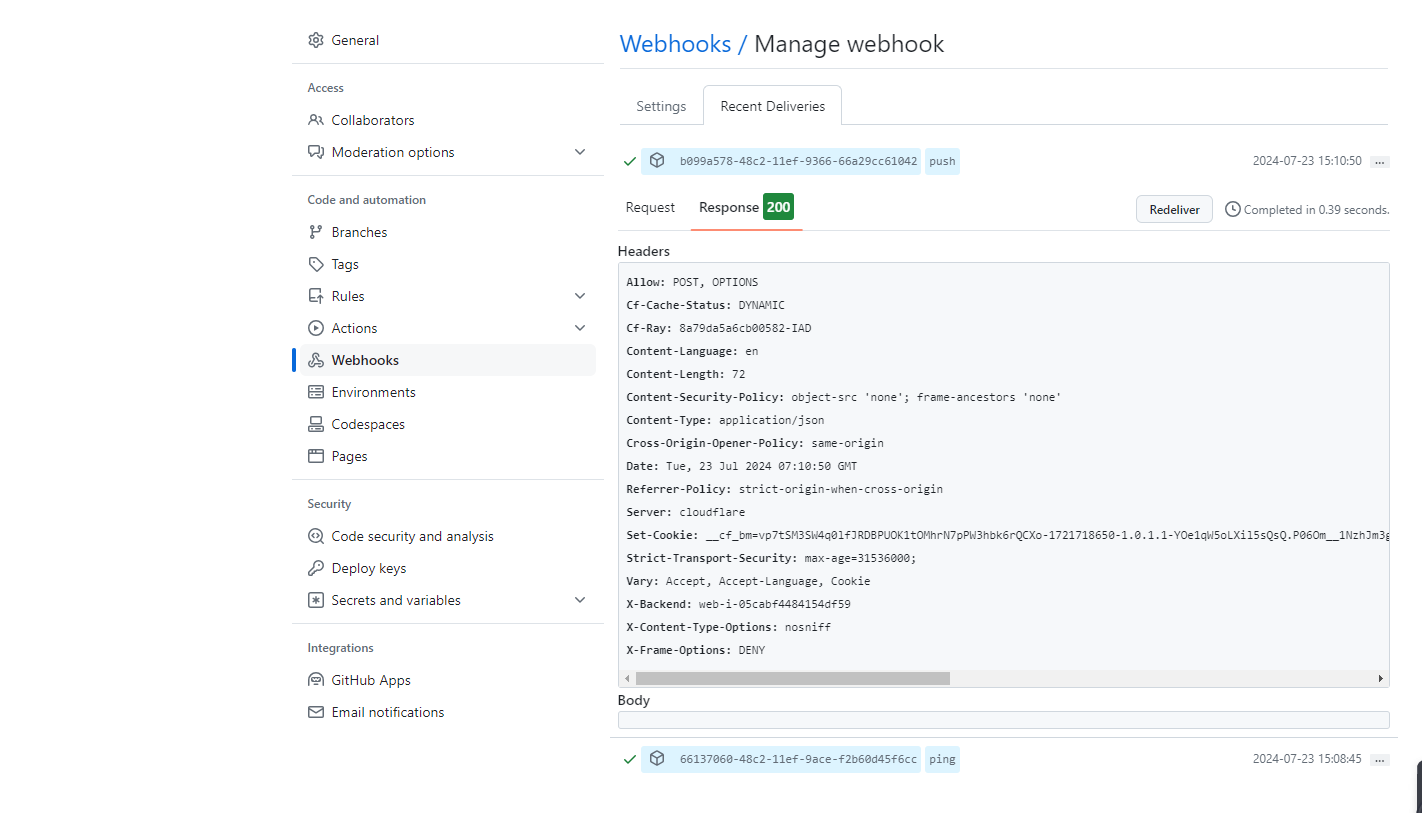 General
Access
Collaborators
Moderation options
Code and automation
Branches
Tags
Rules
Actions
Webhooks
Environments
Codespaces
Pages
Security
Code security and analysis
Deploy keys
Secrets and variables
Integrations
GitHub Apps
Email notifications
Webhooks / Manage webhook
Settings Recent Deliveries
b099a578-48c2-11ef-9366-66a29cc61042 push 2024-07-23 15:10:50 ...
Request Response 200 Redeliver Completed in 0.39 seconds.
Headers
Allow: POST, OPTIONS
Cf-Cache-Status: DYNAMIC
Cf-Ray: 8a79da5a6cb00582-IAD
Content-Language: en
Content-Length: 72
Content-Security-Policy: object-src 'none'; frame-ancestors 'none'
Content-Type: application/json
Cross-Origin-Opener-Policy: same-origin
Date: Tue, 23 Jul 2024 07:10:50 GMT
Referrer-Policy: strict-origin-when-cross-origin
Server: cloudflare
Set-Cookie: __cf_bm=vp7tSM3SW4q0lfJRDBPUOK1tOMhrN7pPW3hbk6rQCXo-1721718650-1.0.1.1-YOe1qW5oLXil5sQsQ.P06Om__1NzhJm3g
Strict-Transport-Security: max-age=31536000;
Vary: Accept, Accept-Language, Cookie
X-Backend: web-i-05cabf4484154df59
X-Content-Type-Options: nosniff
X-Frame-Options: DENY
Body
66137060-48c2-11ef-9ace-f2b60d45f6cc ping 2024-07-23 15:08:45 ...